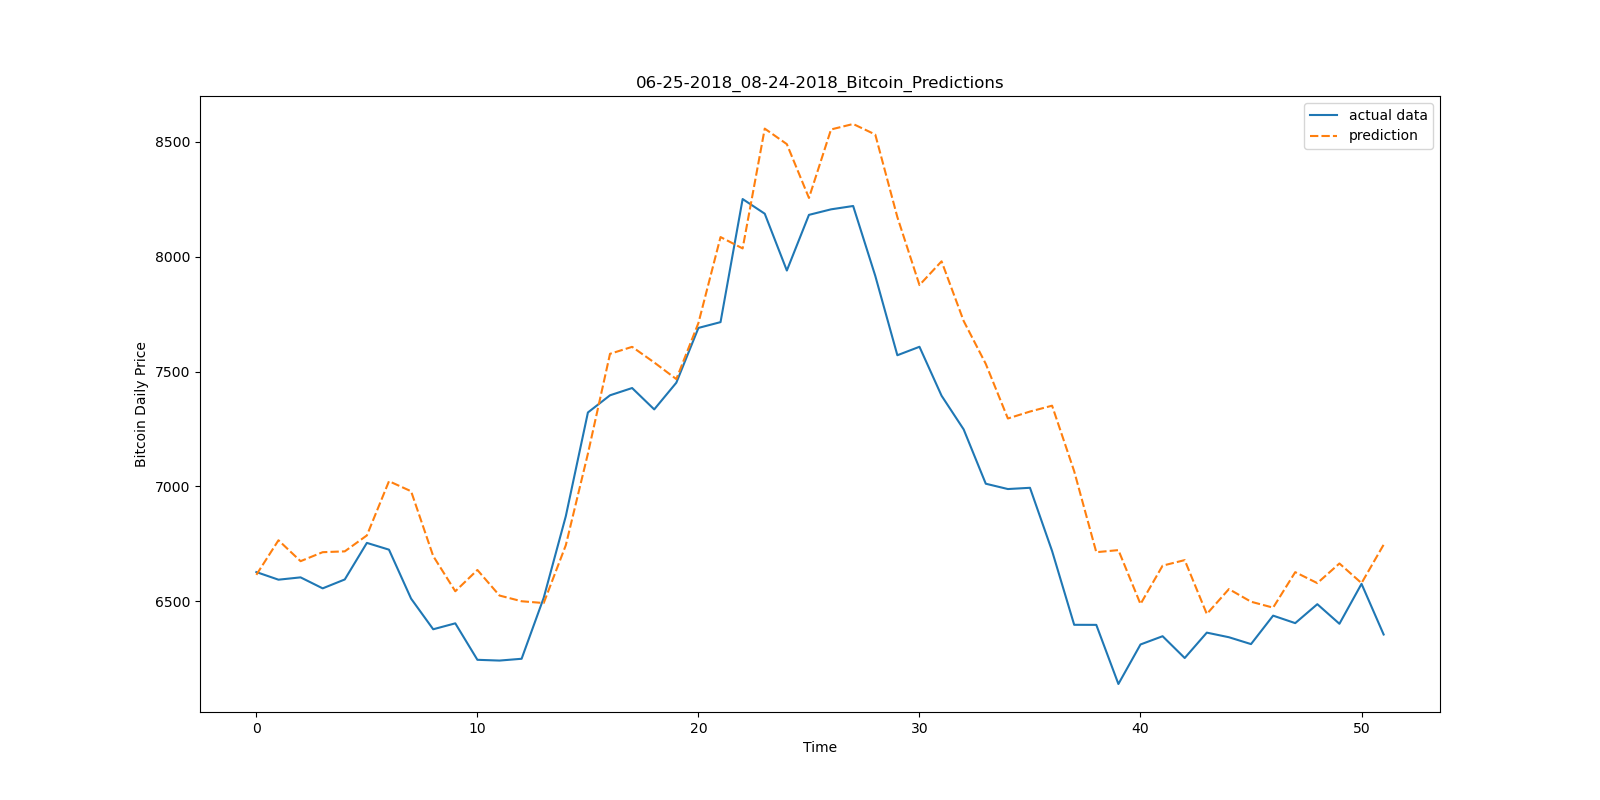 06-25-2018_08-24-2018_Bitcoin_Predictions
actual data
prediction
8500
8000
7500
7000
6500
Bitcoin Daily Price
0 10 20 30 40 50
Time